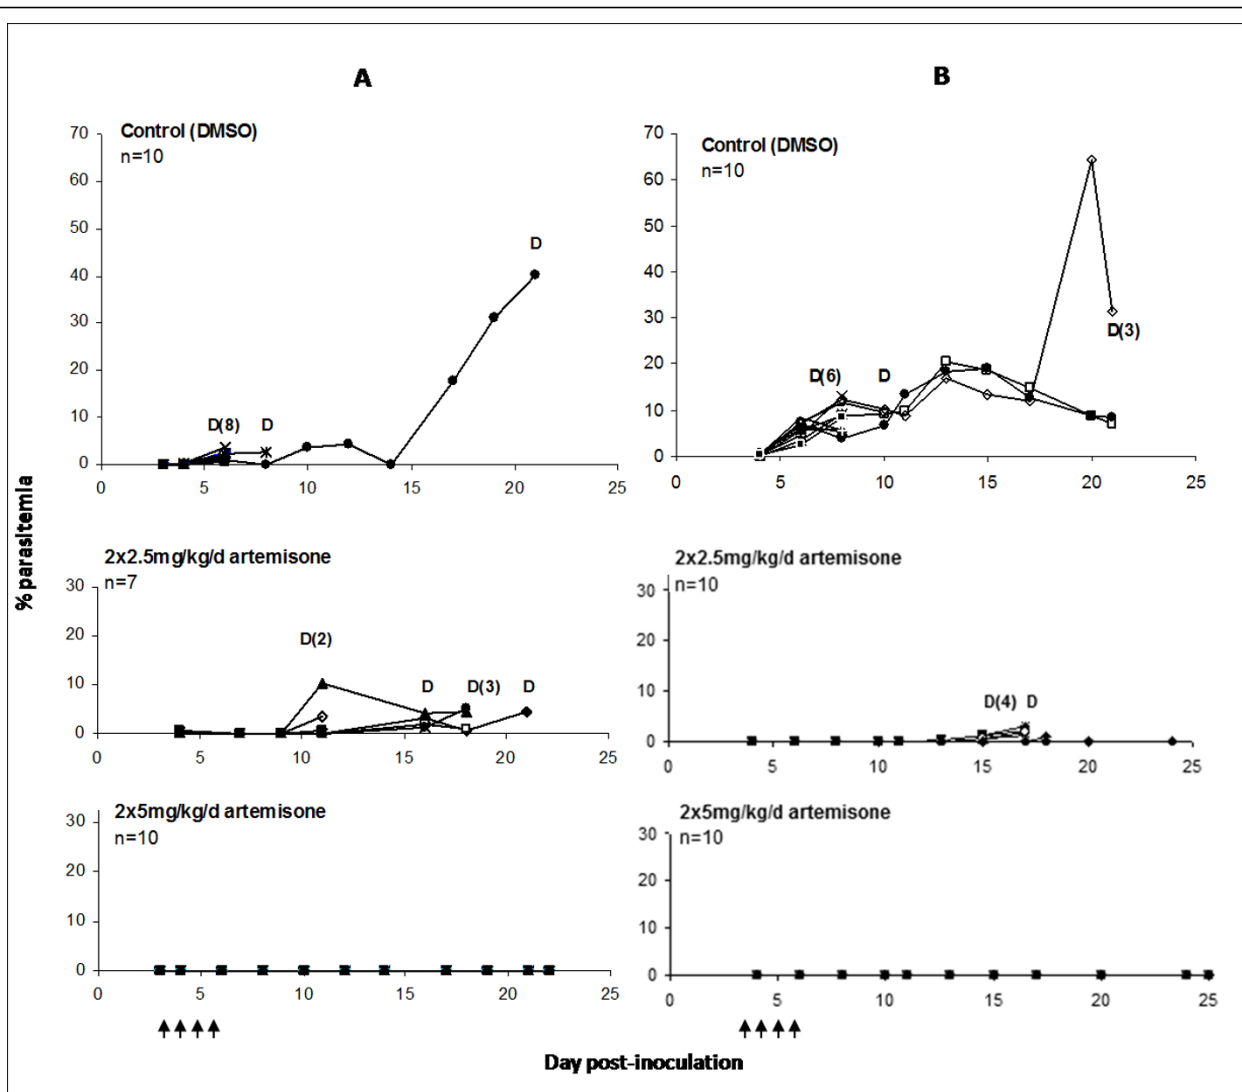 A
B
Control (DMSO)
n=10
70
60
50
40
30
20
10
0
0 5 10 15 20 25
D(8) D
D
Control (DMSO)
n=10
70
60
50
40
30
20
10
0
0 5 10 15 20 25
D(6) D
D(3)
% parasitemia
2x2.5mg/kg/d artemisone
n=7
30
20
10
0
0 5 10 15 20 25
D(2)
D D(3) D
2x2.5mg/kg/d artemisone
n=10
30
20
10
0
0 5 10 15 20 25
D(4) D
2x5mg/kg/d artemisone
n=10
30
20
10
0
0 5 10 15 20 25
2x5mg/kg/d artemisone
n=10
30
20
10
0
0 5 10 15 20 25
Day post-inoculation